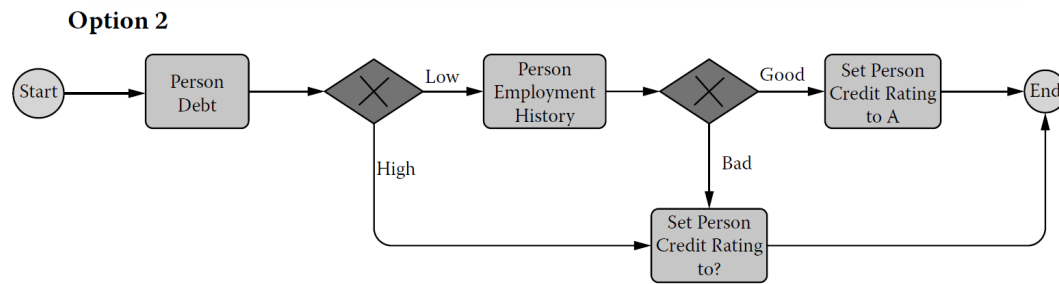 Option 2
Start
Person
Debt
Low
Person
Employment
History
Good
Set Person
Credit Rating
to A
End
High
Bad
Set Person
Credit Rating
to?